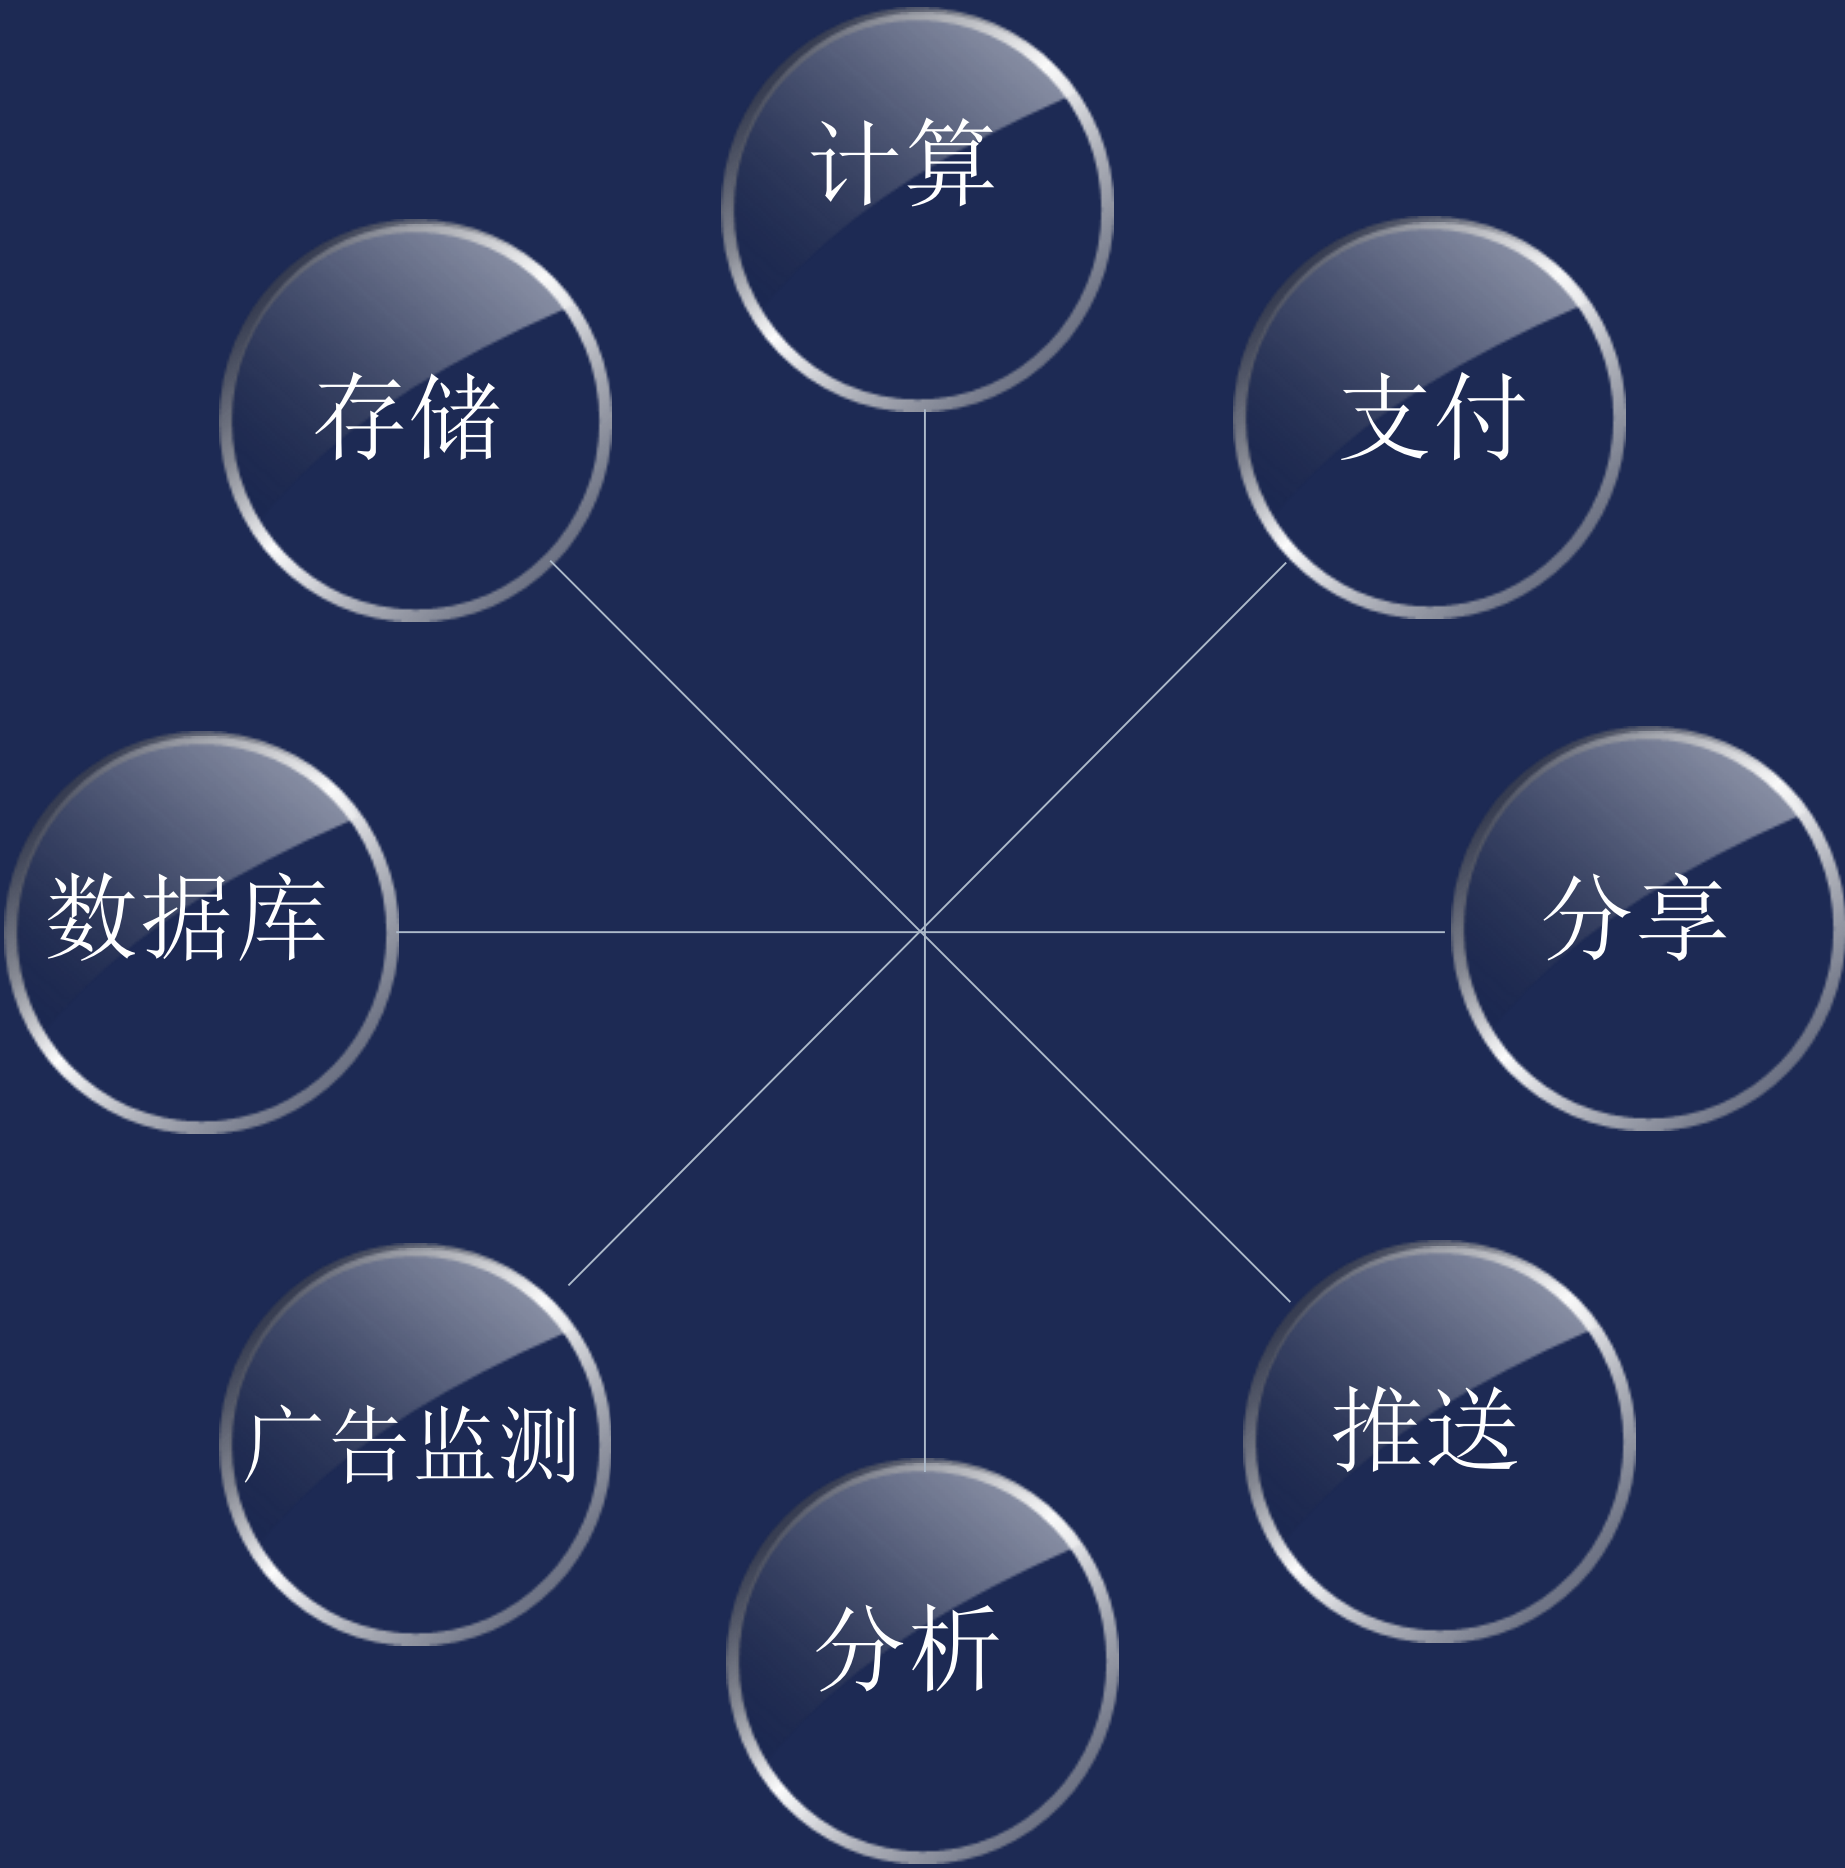 计算
存储
支付
数据库
分享
广告监测
推送
分析